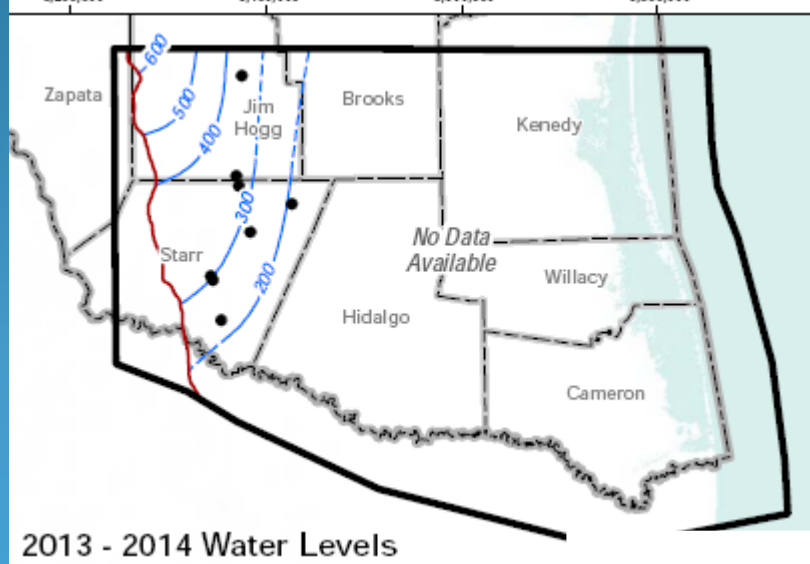 600
Zapata
500
Jim
Hogg
Brooks
400
Kenedy
300
Starr
No Data
Available
200
Willacy
Hidalgo
Cameron
2013 - 2014 Water Levels